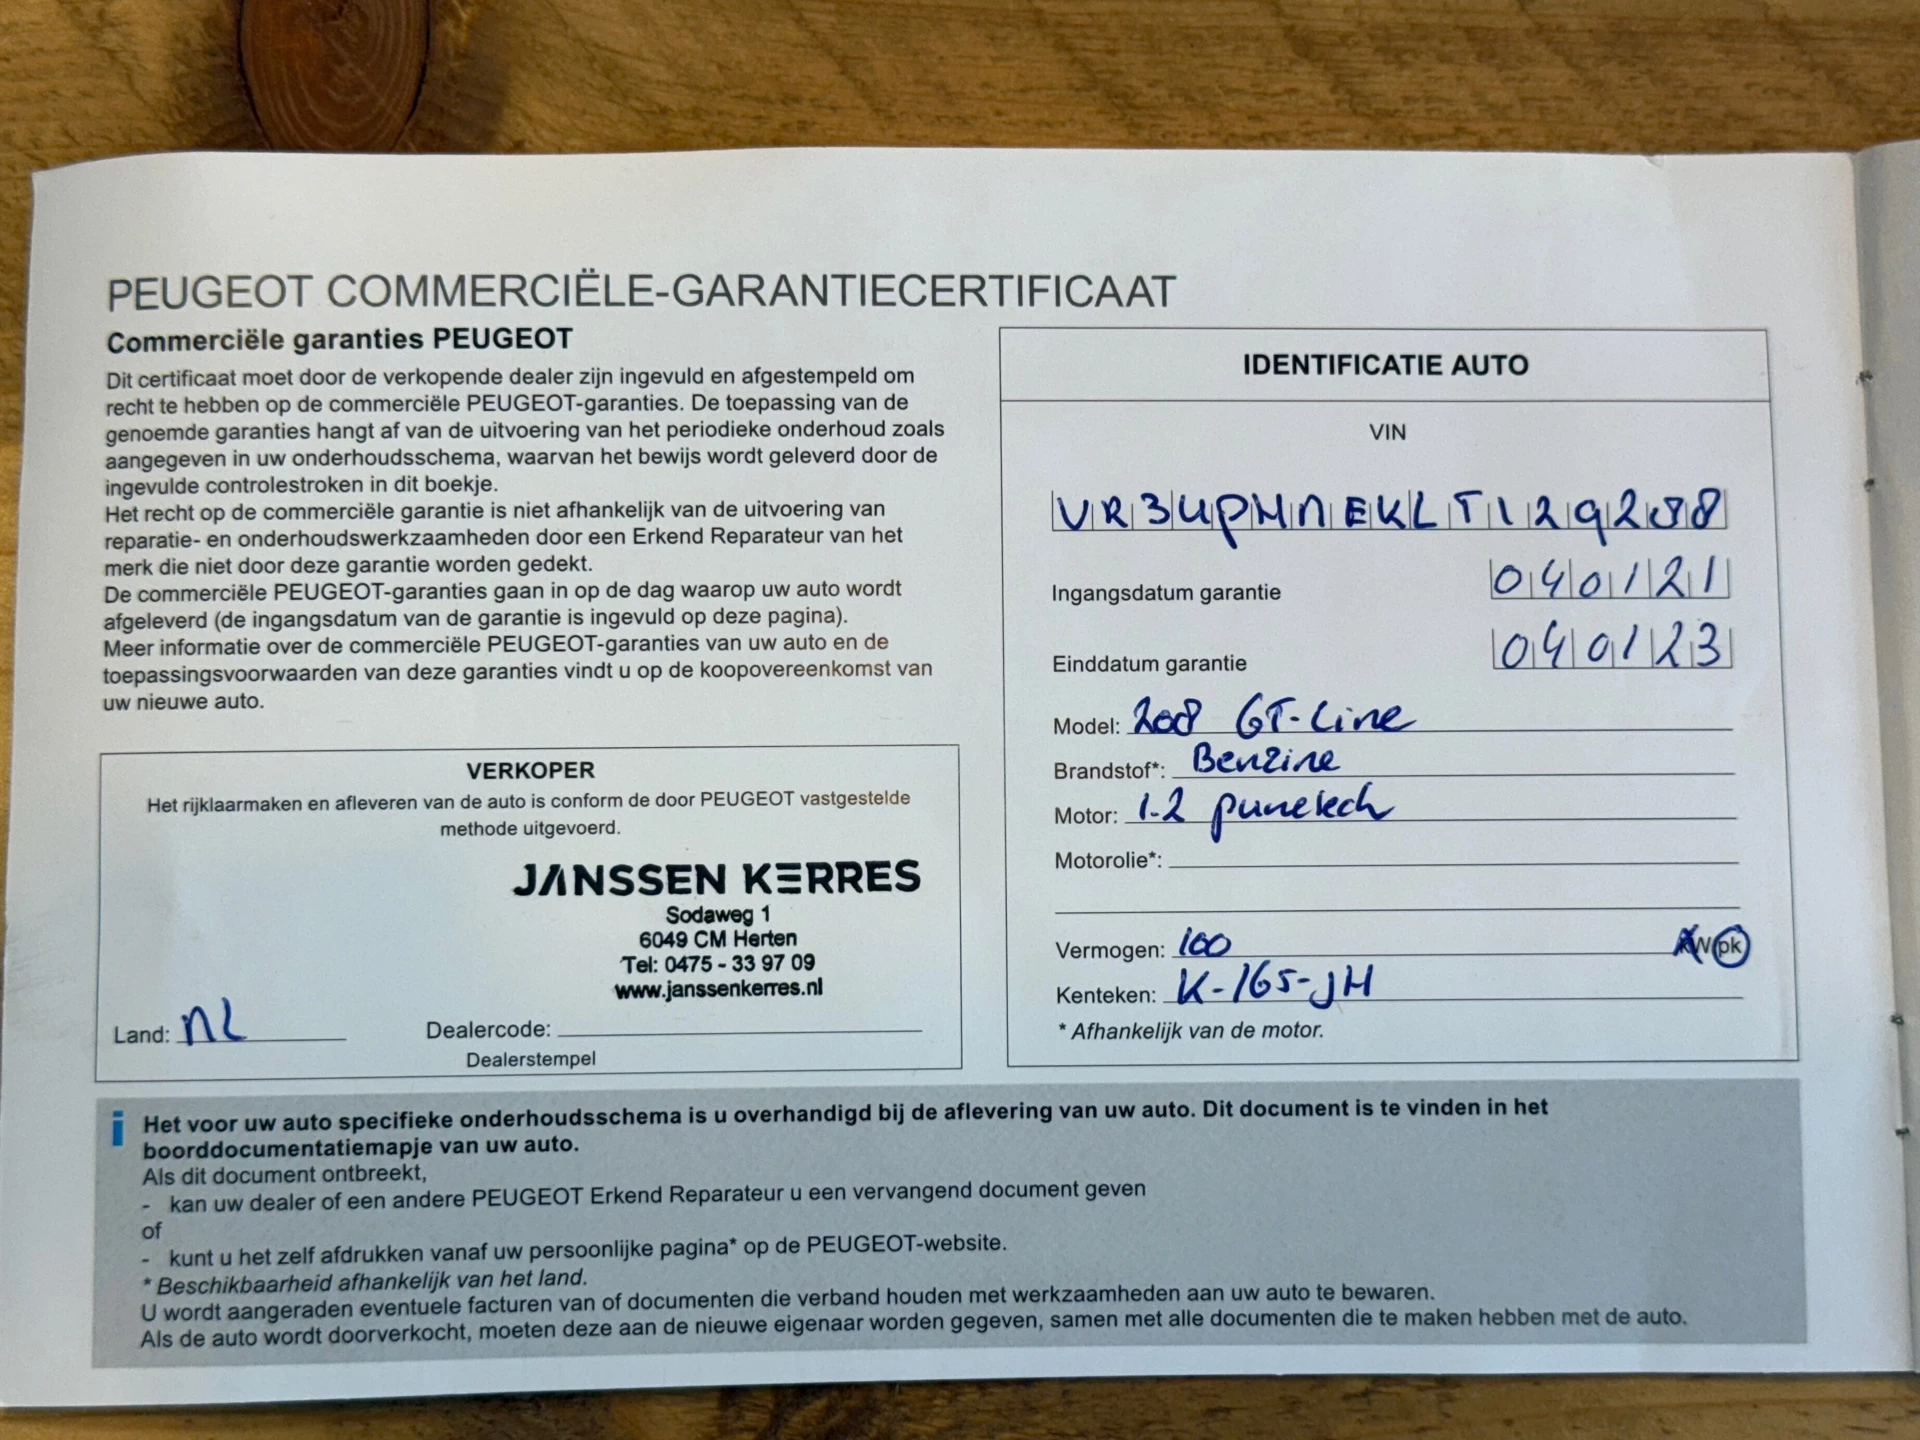 PEUGEOT COMMERCIËLE-GARANTIECERTIFICAAT
Commerciële garanties PEUGEOT
Dit certificaat moet door de verkopende dealer zijn ingevuld en afgestempeld om
recht te hebben op de commerciële PEUGEOT-garanties. De toepassing van de
genoemde garanties hangt af van de uitvoering van het periodieke onderhoud zoals
aangegeven in uw onderhoudsschema, waarvan het bewijs wordt geleverd door de
ingevulde controlestroken in dit boekje.
Het recht op de commerciële garantie is niet afhankelijk van de uitvoering van
reparatie- en onderhoudswerkzaamheden door een Erkend Reparateur van het
merk die niet door deze garantie worden gedekt.
De commerciële PEUGEOT-garanties gaan in op de dag waarop uw auto wordt
afgeleverd (de ingangsdatum van de garantie is ingevuld op deze pagina).
Meer informatie over de commerciële PEUGEOT-garanties van uw auto en de
toepassingsvoorwaarden van deze garanties vindt u op de koopovereenkomst van
uw nieuwe auto.
VERKOPER
Het rijklaarmaken en afleveren van de auto is conform de door PEUGEOT vastgestelde
methode uitgevoerd.
JANSSEN KERRES
Sodaweg 1
6049 CM Herten
Tel: 0475 - 33 97 09
www.janssenkerres.nl
Land: NL
Dealercode:
Dealerstempel
IDENTIFICATIE AUTO
VIN
VR3UPHNEKLT129288
Ingangsdatum garantie 040121
Einddatum garantie 040123
Model: 2008 GT-Line
Brandstof*: Benzine
Motor: 1.2 puretech
Motorolie*:
Vermogen: 100 kW pk
Kenteken: K-165-JH
* Afhankelijk van de motor.
i Het voor uw auto specifieke onderhoudsschema is u overhandigd bij de aflevering van uw auto. Dit document is te vinden in het
boorddocumentatiemapje van uw auto.
Als dit document ontbreekt,
- kan uw dealer of een andere PEUGEOT Erkend Reparateur u een vervangend document geven
of
- kunt u het zelf afdrukken vanaf uw persoonlijke pagina* op de PEUGEOT-website.
* Beschikbaarheid afhankelijk van het land.
U wordt aangeraden eventuele facturen van of documenten die verband houden met werkzaamheden aan uw auto te bewaren.
Als de auto wordt doorverkocht, moeten deze aan de nieuwe eigenaar worden gegeven, samen met alle documenten die te maken hebben met de auto.